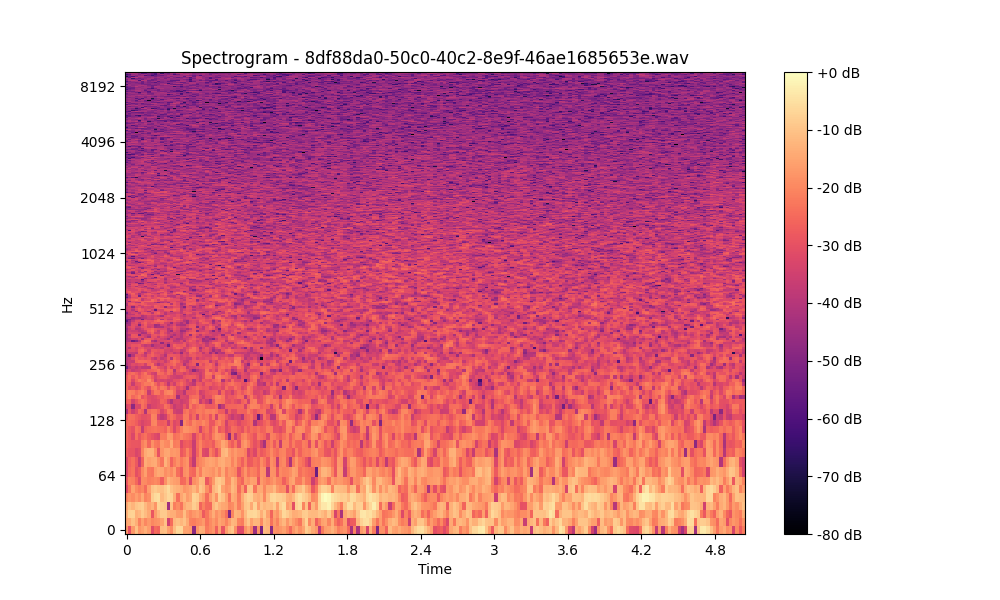 Spectrogram - 8df88da0-50c0-40c2-8e9f-46ae1685653e.wav
8192
4096
2048
1024
512
256
128
64
0
Hz
0 0.6 1.2 1.8 2.4 3 3.6 4.2 4.8
Time
+0 dB
-10 dB
-20 dB
-30 dB
-40 dB
-50 dB
-60 dB
-70 dB
-80 dB